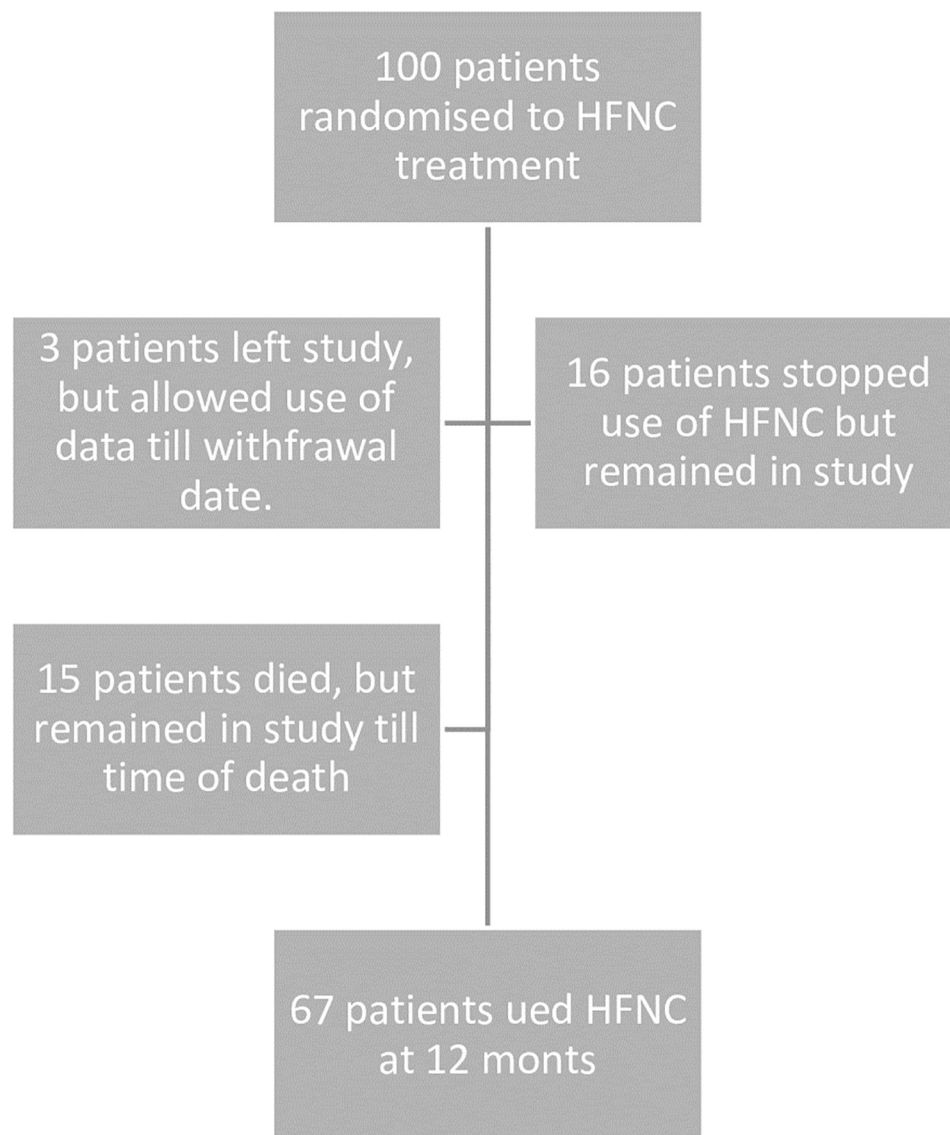 100 patients
randomised to HFNC
treatment
3 patients left study,
but allowed use of
data till withfrawal
date.
16 patients stopped
use of HFNC but
remained in study
15 patients died, but
remained in study till
time of death
67 patients ued HFNC
at 12 monts